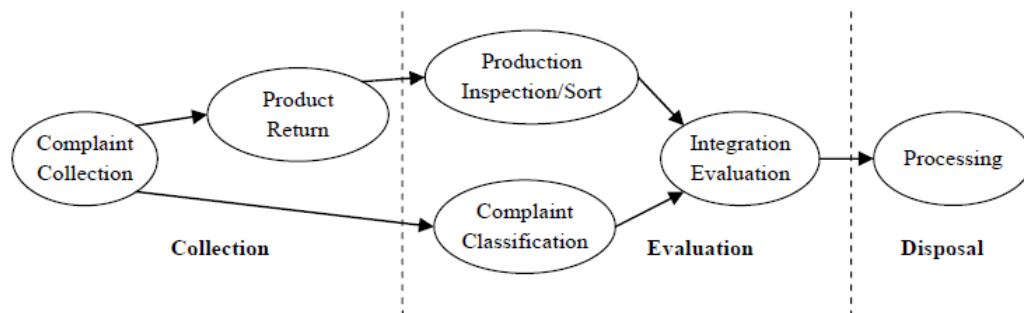 Complaint
Collection
Product
Return
Production
Inspection/Sort
Complaint
Classification
Integration
Evaluation
Processing
Collection
Evaluation
Disposal